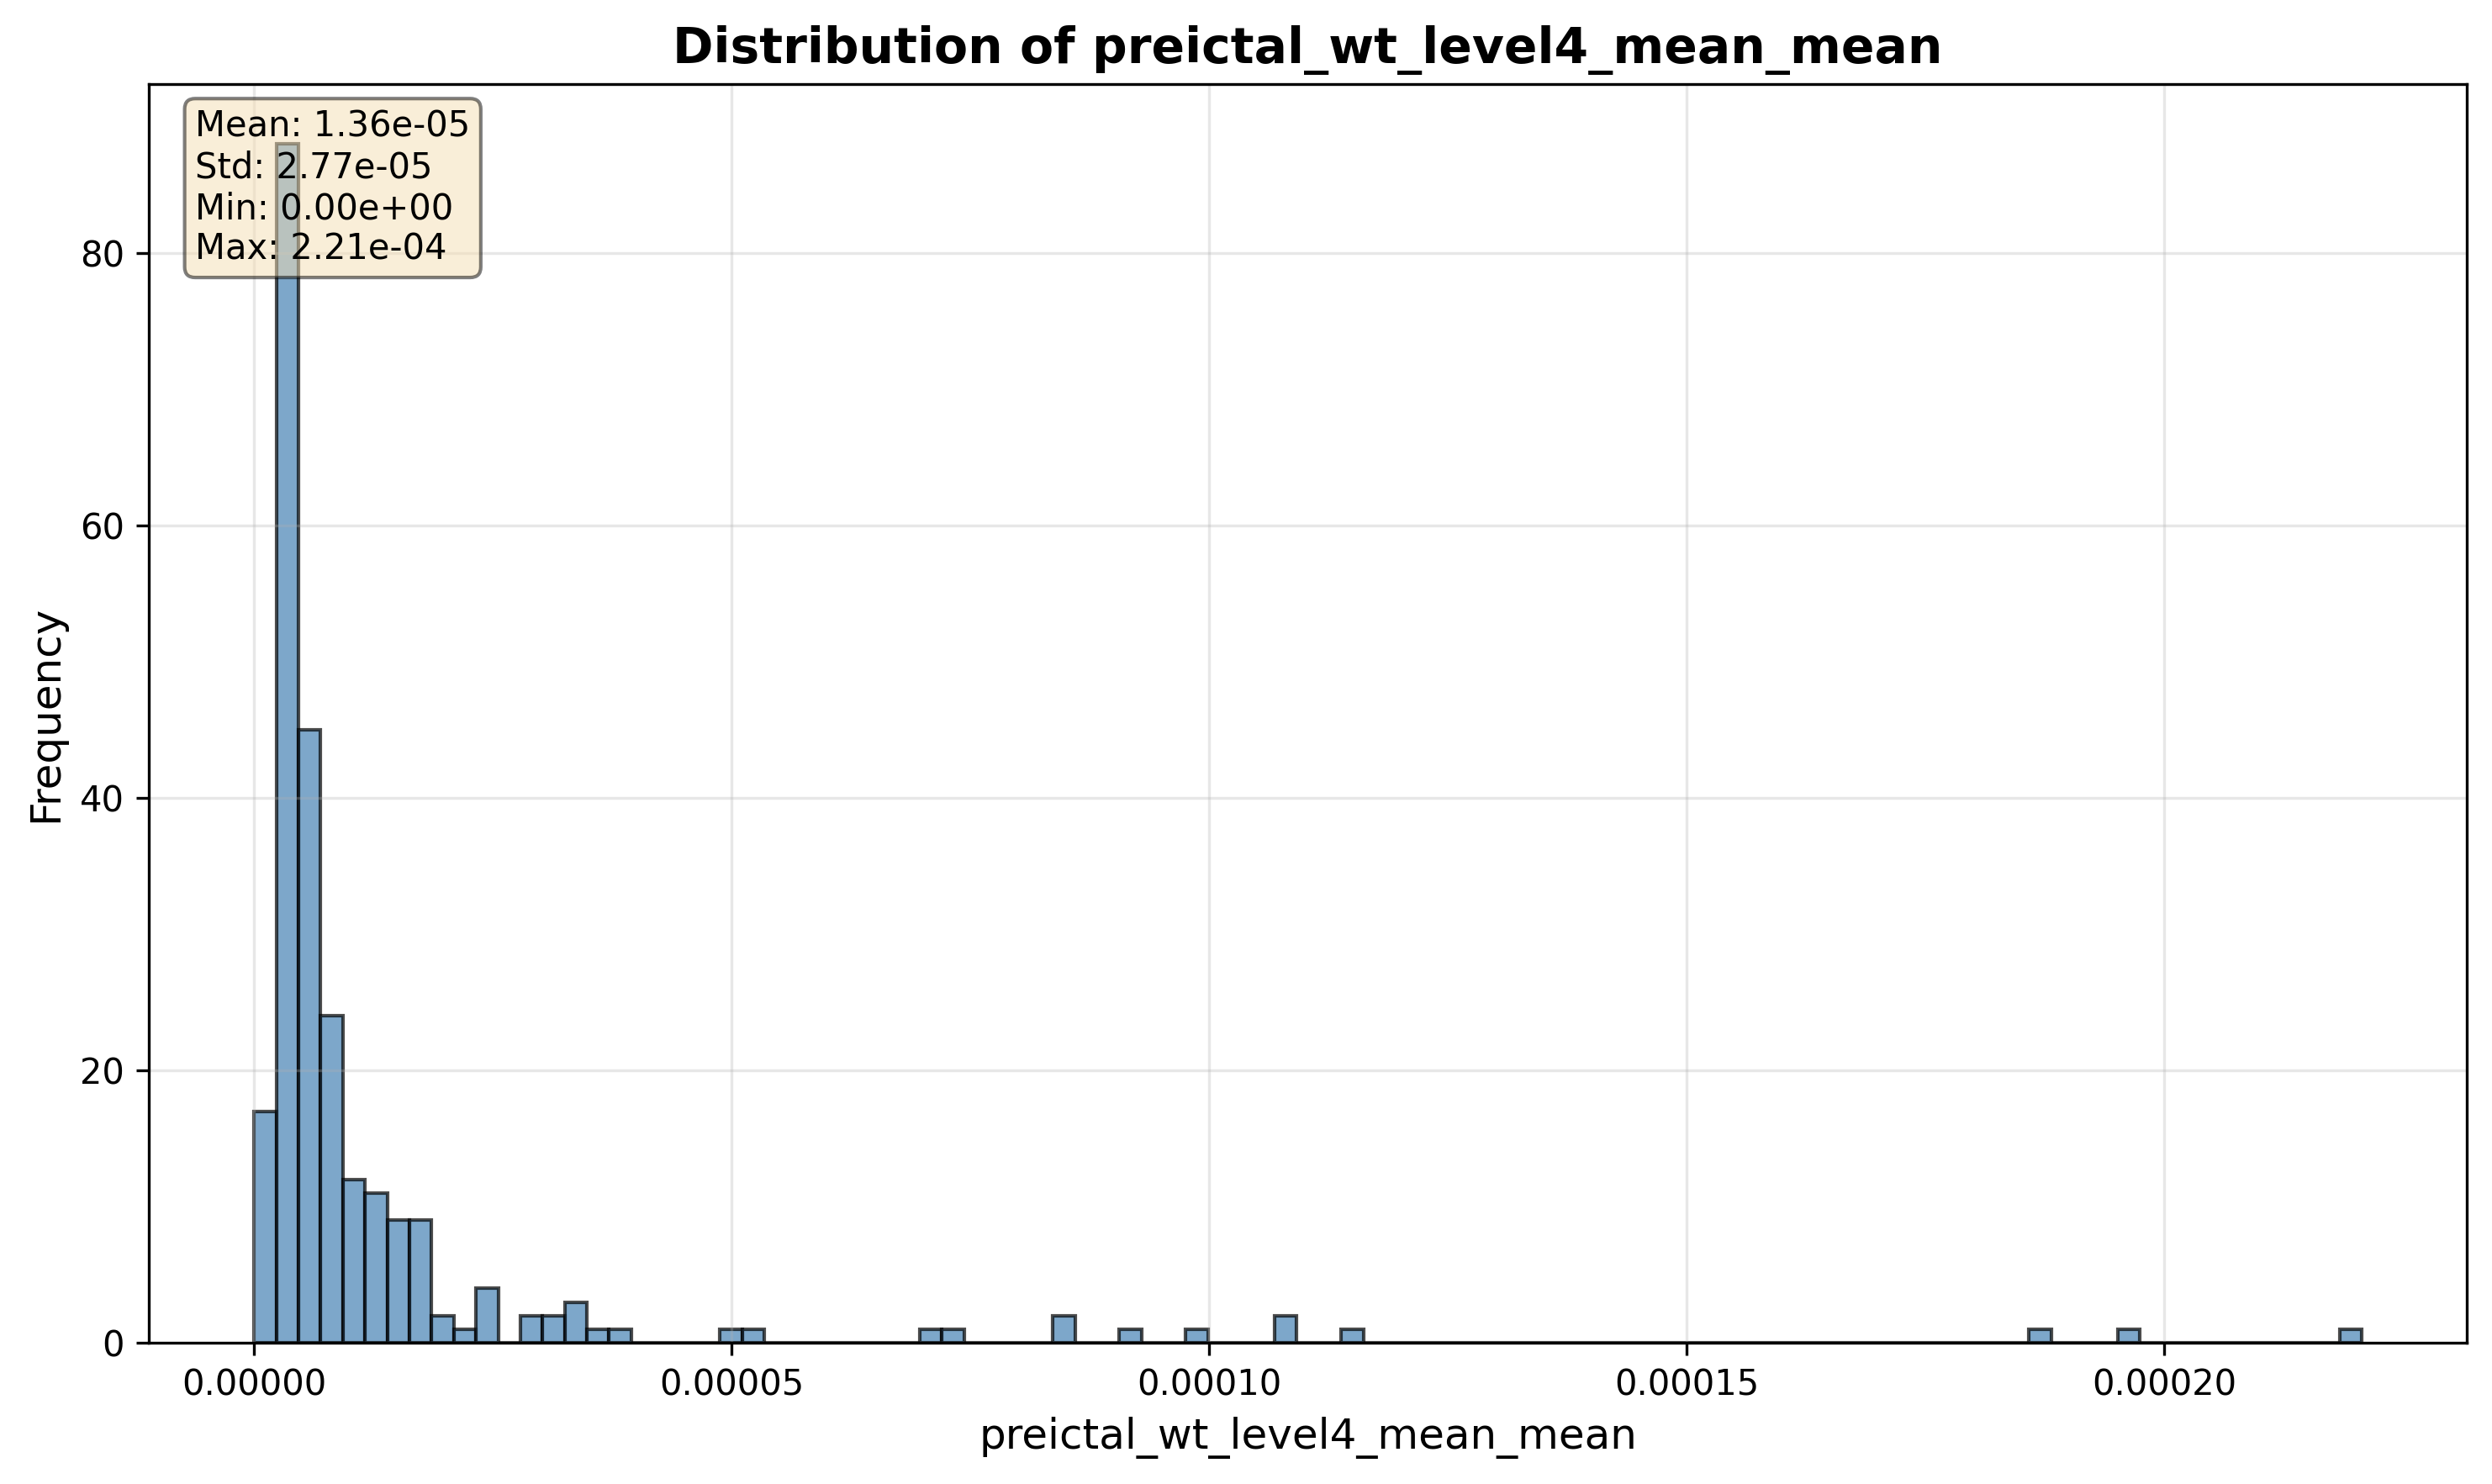 Distribution of preictal_wt_level4_mean_mean
Mean: 1.36e-05
Std: 2.77e-05
Min: 0.00e+00
Max: 2.21e-04
80
60
40
20
0
Frequency
0.00000 0.00005 0.00010 0.00015 0.00020
preictal_wt_level4_mean_mean